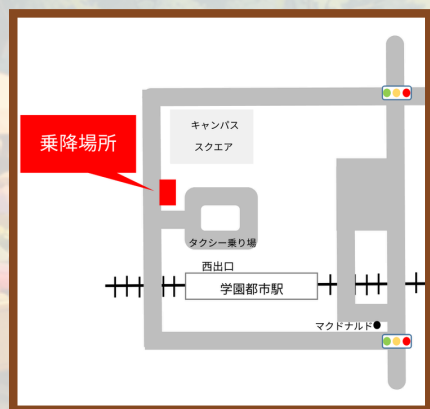 キャンパス
スクエア
乗降場所
タクシー乗り場
西出口
学園都市駅
マクドナルド